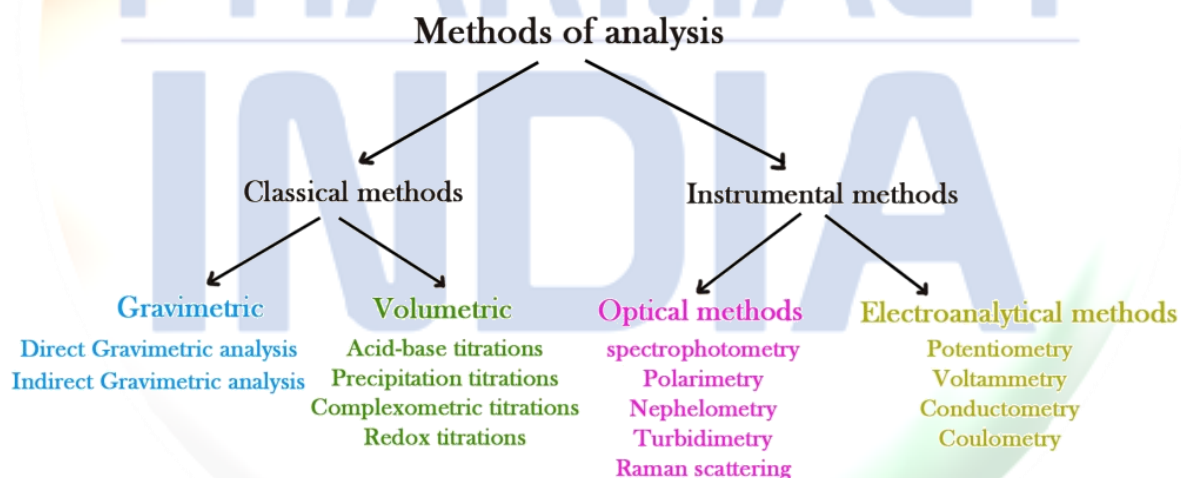 PHARMACY
INDIA
Methods of analysis
Classical methods
Instrumental methods
Gravimetric
Direct Gravimetric analysis
Indirect Gravimetric analysis
Volumetric
Acid-base titrations
Precipitation titrations
Complexometric titrations
Redox titrations
Optical methods
spectrophotometry
Polarimetry
Nephelometry
Turbidimetry
Raman scattering
Electroanalytical methods
Potentiometry
Voltammetry
Conductometry
Coulometry